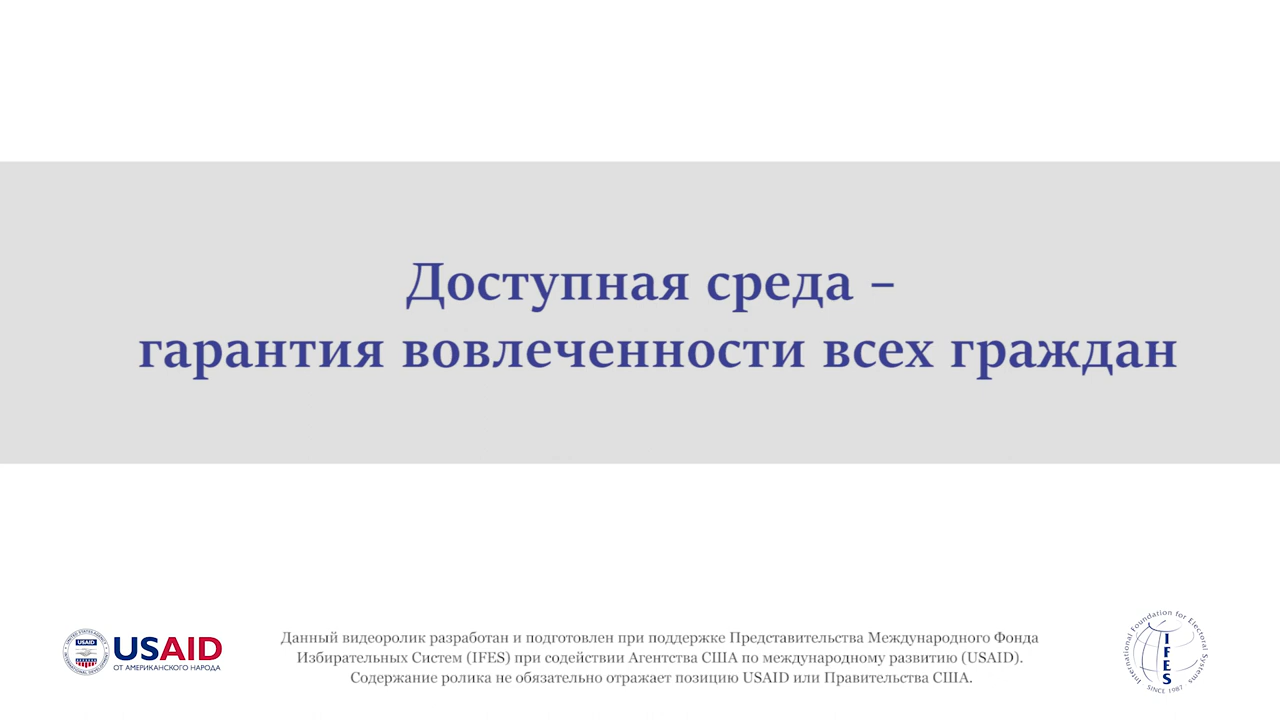 Доступная среда –
гарантия вовлеченности всех граждан
USAID
USAID
ОТ АМЕРИКАНСКОГО НАРОДА
Данный видеоролик разработан и подготовлен при поддержке Представительства Международного Фонда
Избирательных Систем (IFES) при содействии Агентства США по международному развитию (USAID).
Содержание ролика не обязательно отражает позицию USAID или Правительства США.
International Foundation for Electoral Systems
IFES
SINCE 1987